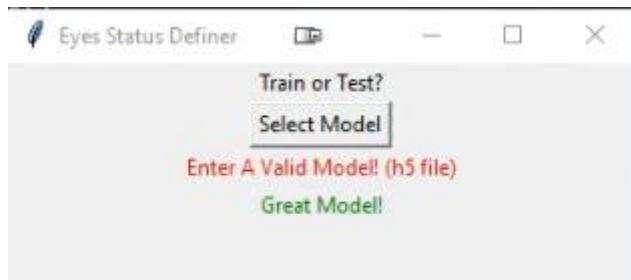 Eyes Status Definer
Train or Test?
Select Model
Enter A Valid Model! (h5 file)
Great Model!